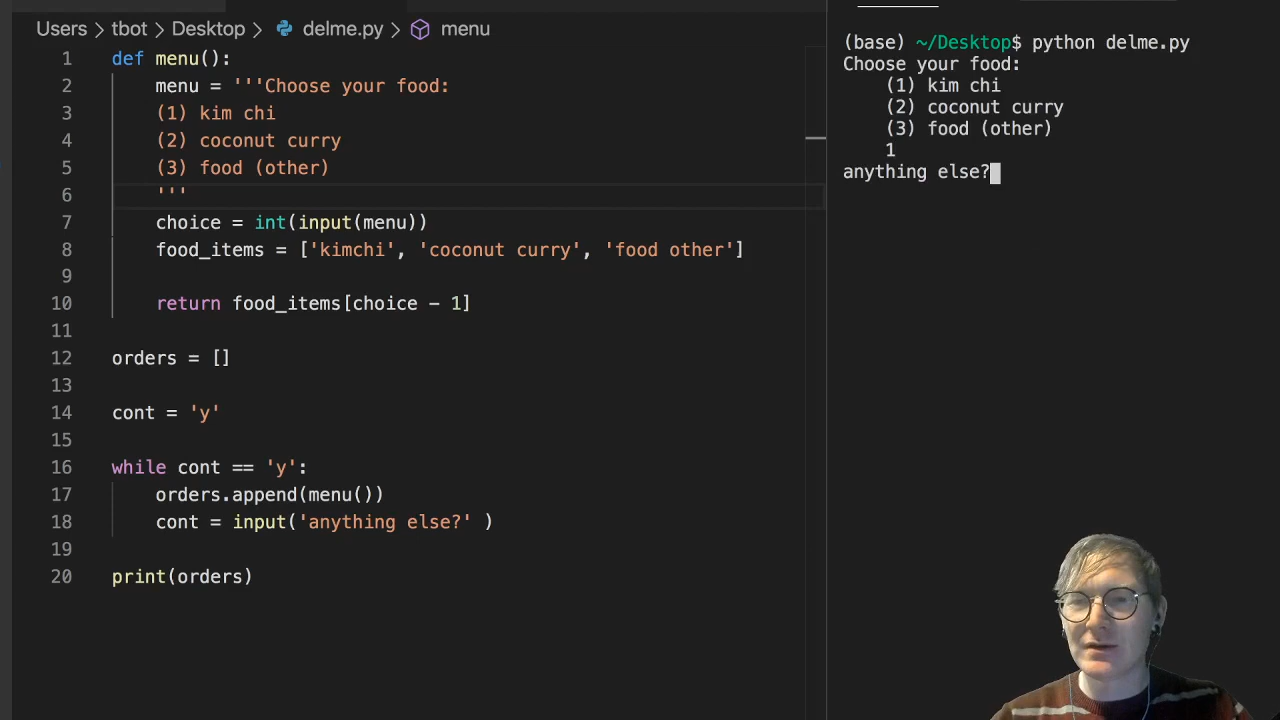 Users > tbot > Desktop > delme.py > menu
1 def menu():
2     menu = '''Choose your food:
3     (1) kim chi
4     (2) coconut curry
5     (3) food (other)
6     '''
7     choice = int(input(menu))
8     food_items = ['kimchi', 'coconut curry', 'food other']
9
10     return food_items[choice - 1]
11
12 orders = []
13
14 cont = 'y'
15
16 while cont == 'y':
17     orders.append(menu())
18     cont = input('anything else?' )
19
20 print(orders)
(base) ~/Desktop$ python delme.py
Choose your food:
    (1) kim chi
    (2) coconut curry
    (3) food (other)
    1
anything else?